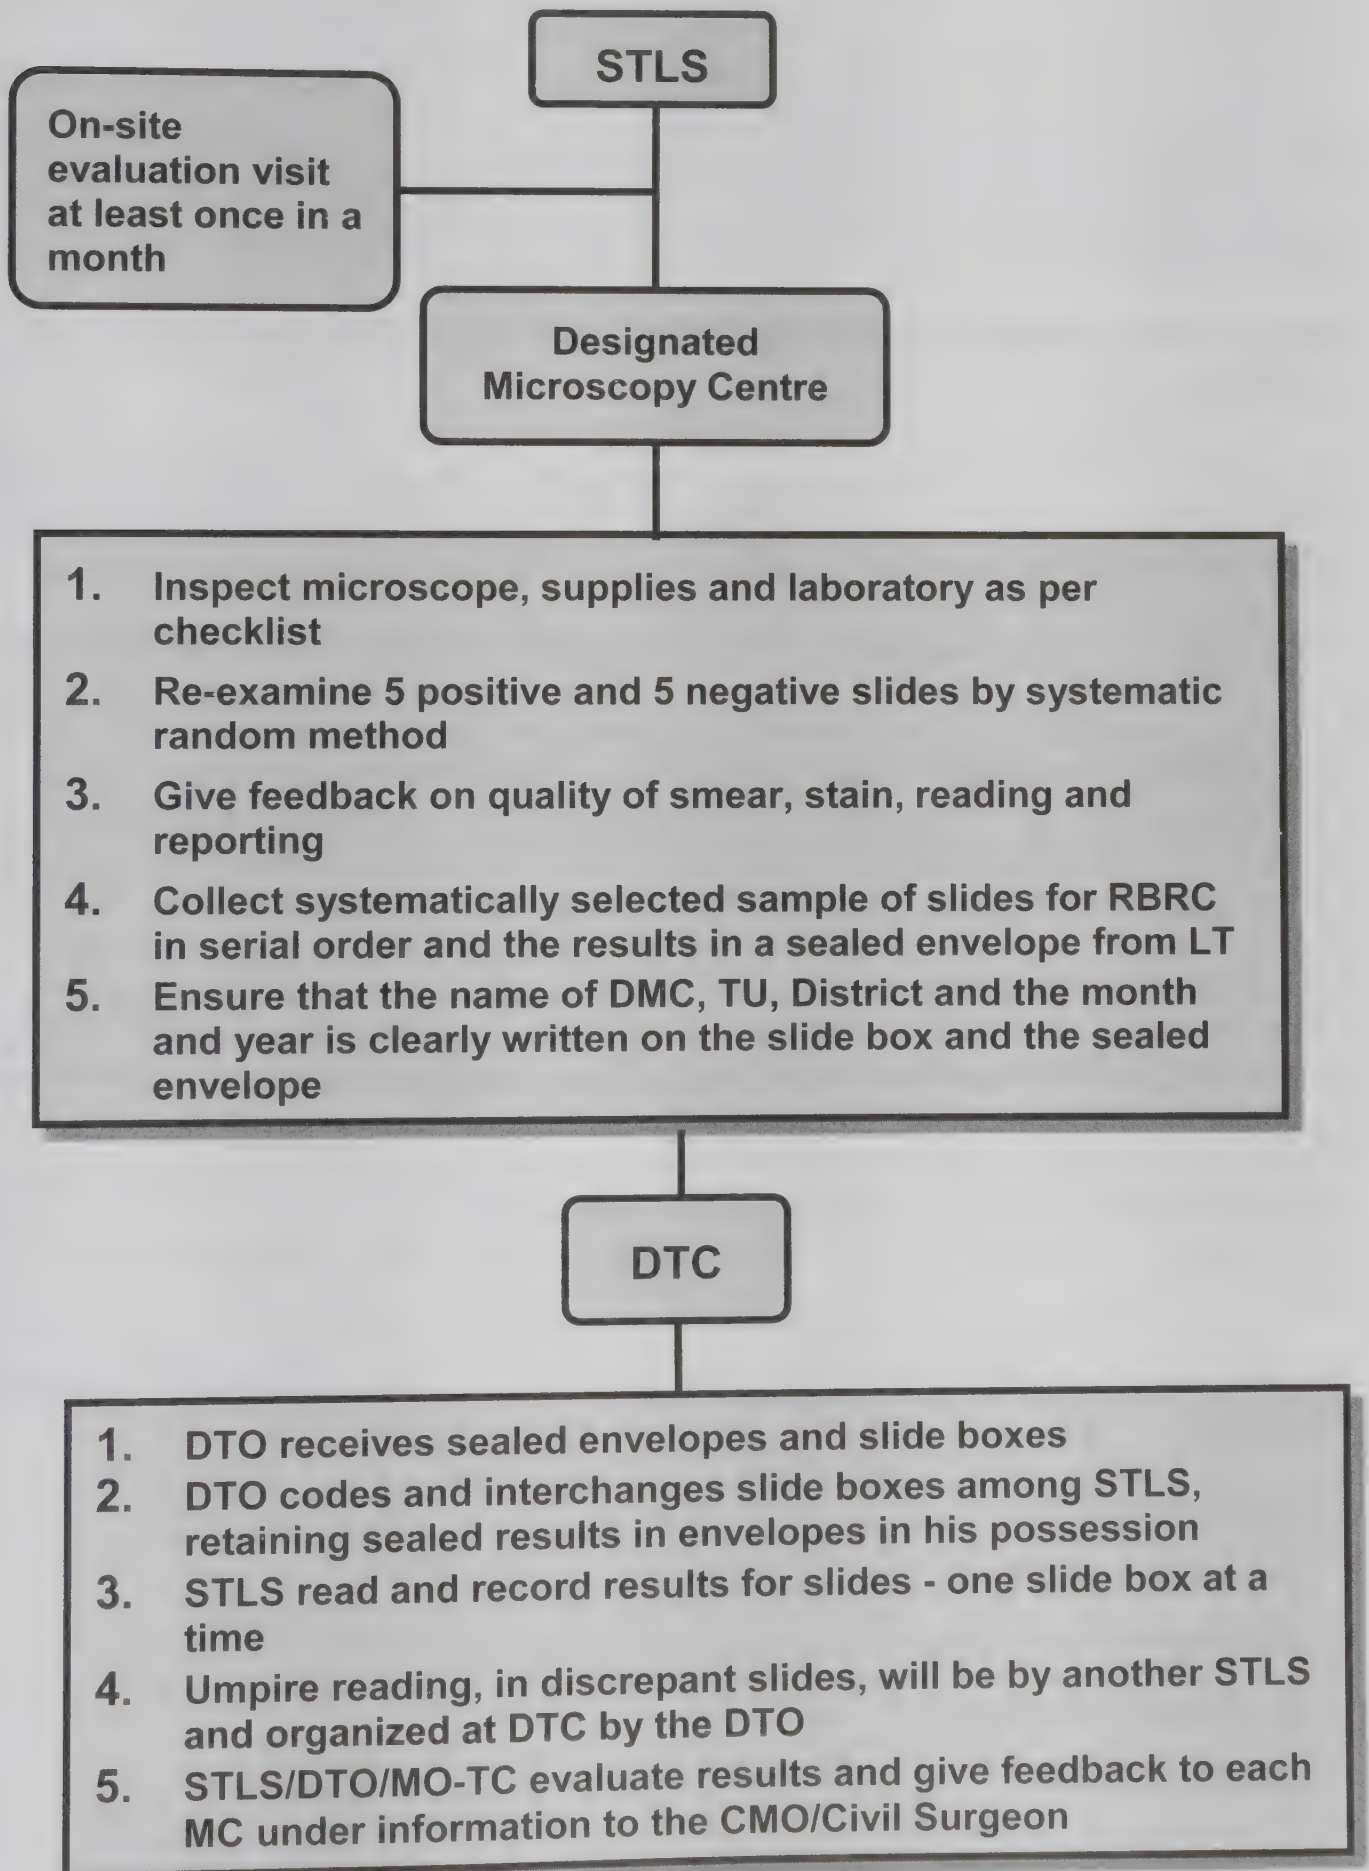 STLS
On-site
evaluation visit
at least once in a
month
Designated
Microscopy Centre
1. Inspect microscope, supplies and laboratory as per
checklist
2. Re-examine 5 positive and 5 negative slides by systematic
random method
3. Give feedback on quality of smear, stain, reading and
reporting
4. Collect systematically selected sample of slides for RBRC
in serial order and the results in a sealed envelope from LT
5. Ensure that the name of DMC, TU, District and the month
and year is clearly written on the slide box and the sealed
envelope
DTC
1. DTO receives sealed envelopes and slide boxes
2. DTO codes and interchanges slide boxes among STLS,
retaining sealed results in envelopes in his possession
3. STLS read and record results for slides - one slide box at a
time
4. Umpire reading, in discrepant slides, will be by another STLS
and organized at DTC by the DTO
5. STLS/DTO/MO-TC evaluate results and give feedback to each
MC under information to the CMO/Civil Surgeon